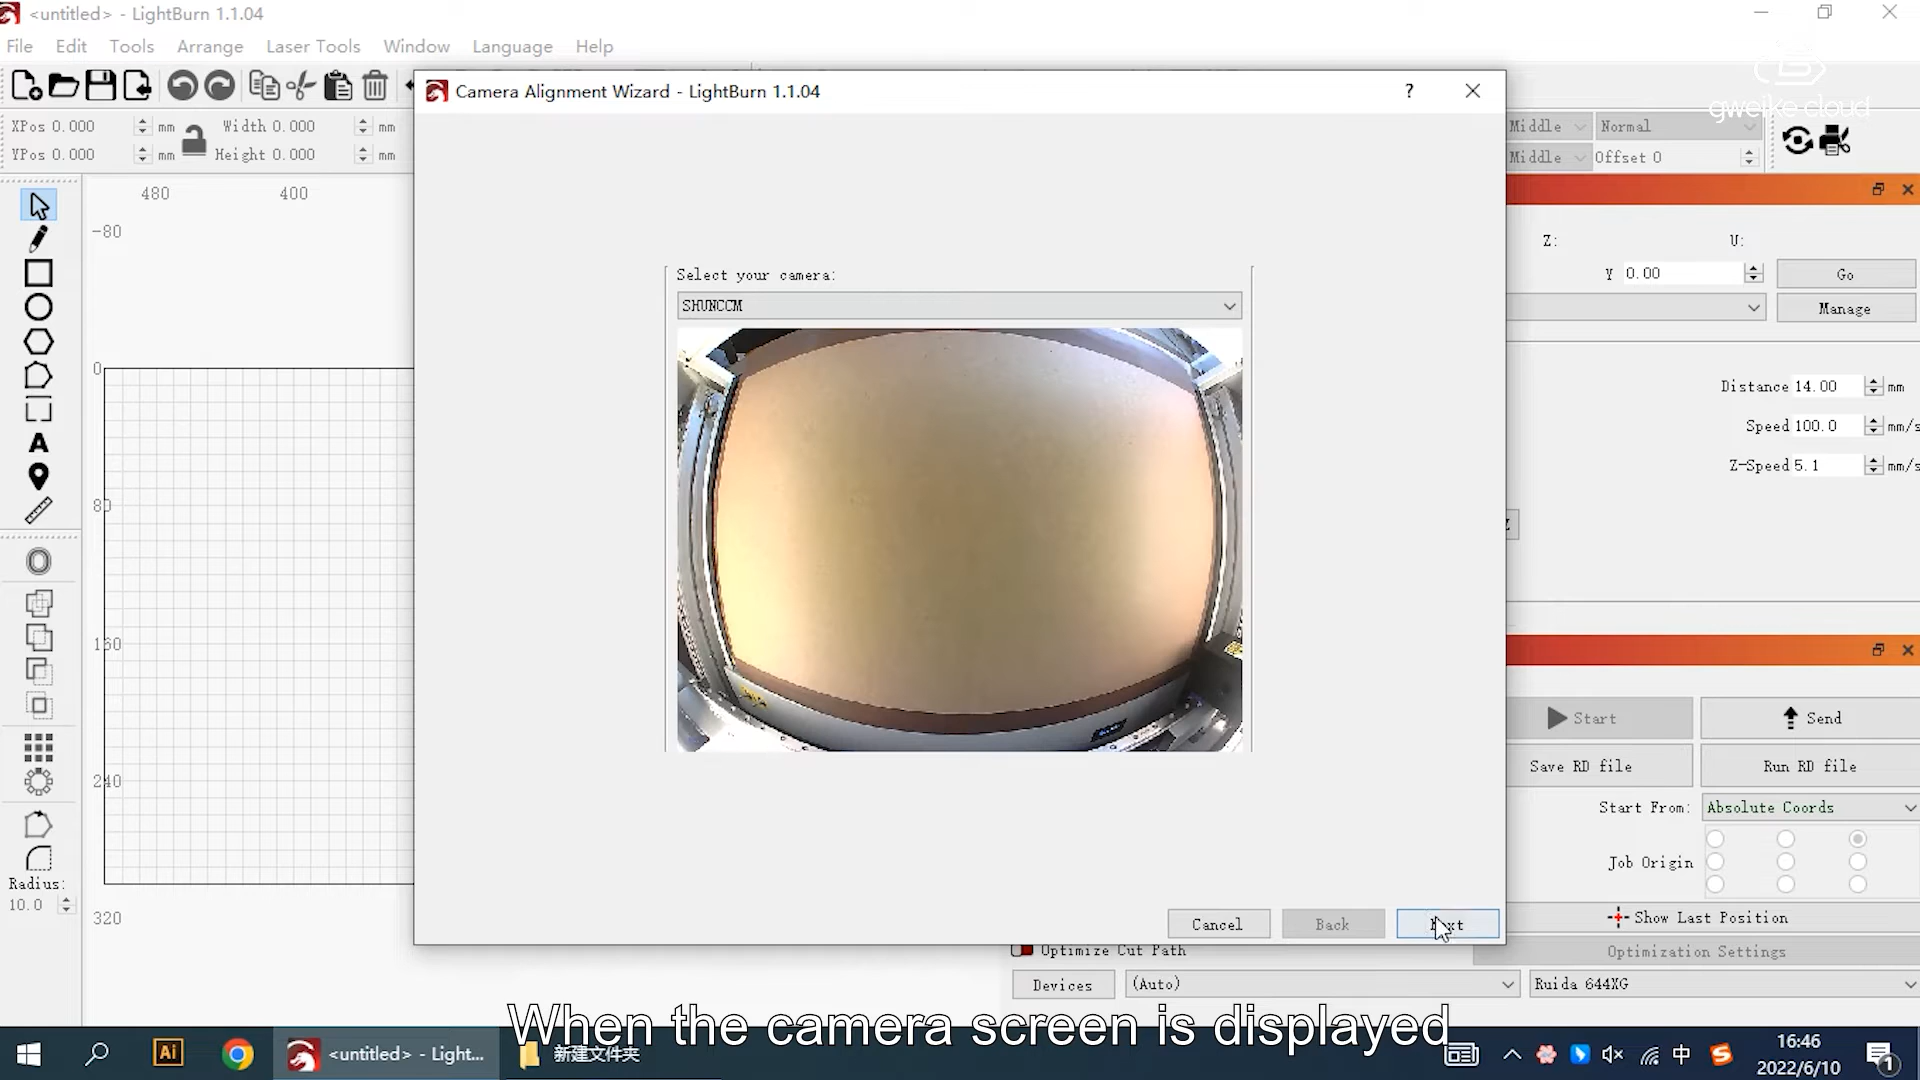 <untitled> - LightBurn 1.1.04
File Edit Tools Arrange Laser Tools Window Language Help
gweike cloud
Camera Alignment Wizard - LightBurn 1.1.04
?
XPos 0.000 mm Width 0.000 mm
YPos 0.000 mm Height 0.000 mm
Middle Normal
Middle Offset 0
480 400
-80
0
80
160
240
320
Select your camera:
SHUNCCM
Z: U:
Y 0.00 Go
Manage
Distance 14.00 mm
Speed 100.0 mm/s
Z-Speed 5.1 mm/s
Start Send
Save RD file Run RD file
Start From: Absolute Coords
Job Origin
Show Last Position
Optimization Settings
A
Radius:
10.0
Cancel Back
Optimize Cut Path
Devices (Auto) Ruida 644XG
When the camera screen is displayed
Ai
<untitled> - Light...
新建文件夹
中
S
16:46
2022/6/10
1